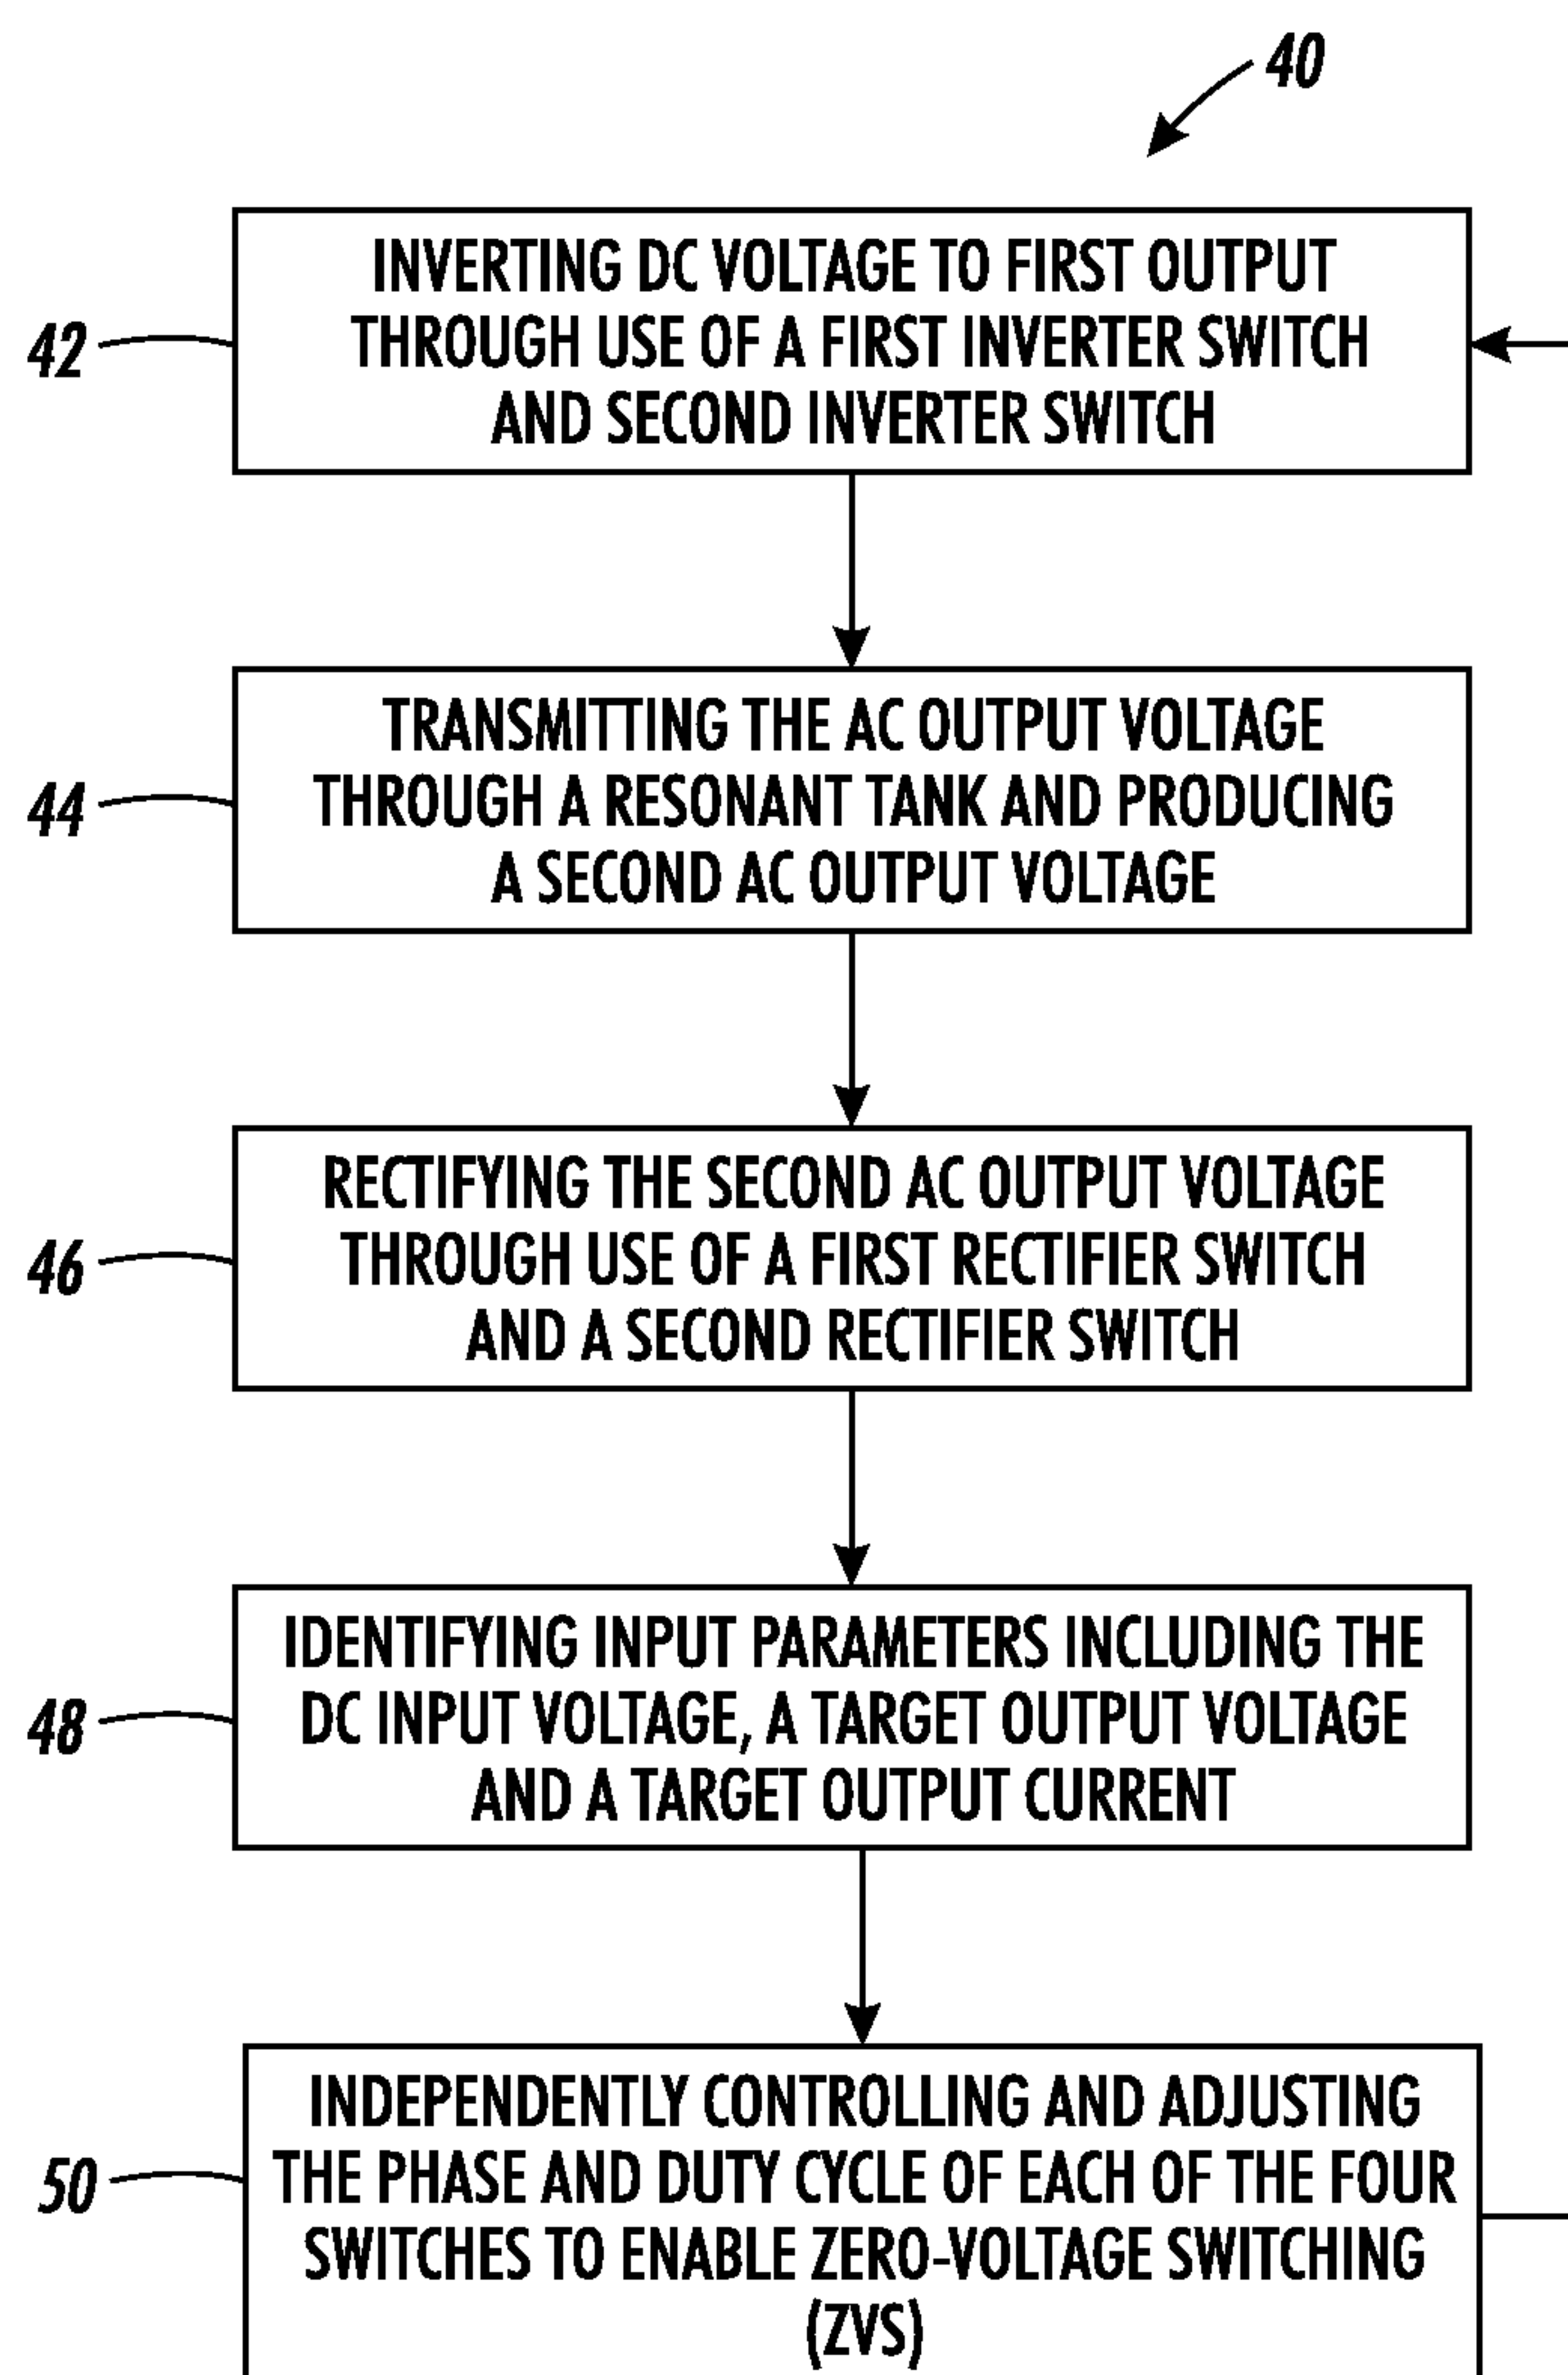 40
INVERTING DC VOLTAGE TO FIRST OUTPUT
THROUGH USE OF A FIRST INVERTER SWITCH
AND SECOND INVERTER SWITCH
42
TRANSMITTING THE AC OUTPUT VOLTAGE
THROUGH A RESONANT TANK AND PRODUCING
A SECOND AC OUTPUT VOLTAGE
44
RECTIFYING THE SECOND AC OUTPUT VOLTAGE
THROUGH USE OF A FIRST RECTIFIER SWITCH
AND A SECOND RECTIFIER SWITCH
46
IDENTIFYING INPUT PARAMETERS INCLUDING THE
DC INPUT VOLTAGE, A TARGET OUTPUT VOLTAGE
AND A TARGET OUTPUT CURRENT
48
INDEPENDENTLY CONTROLLING AND ADJUSTING
THE PHASE AND DUTY CYCLE OF EACH OF THE FOUR
SWITCHES TO ENABLE ZERO-VOLTAGE SWITCHING
(ZVS)
50